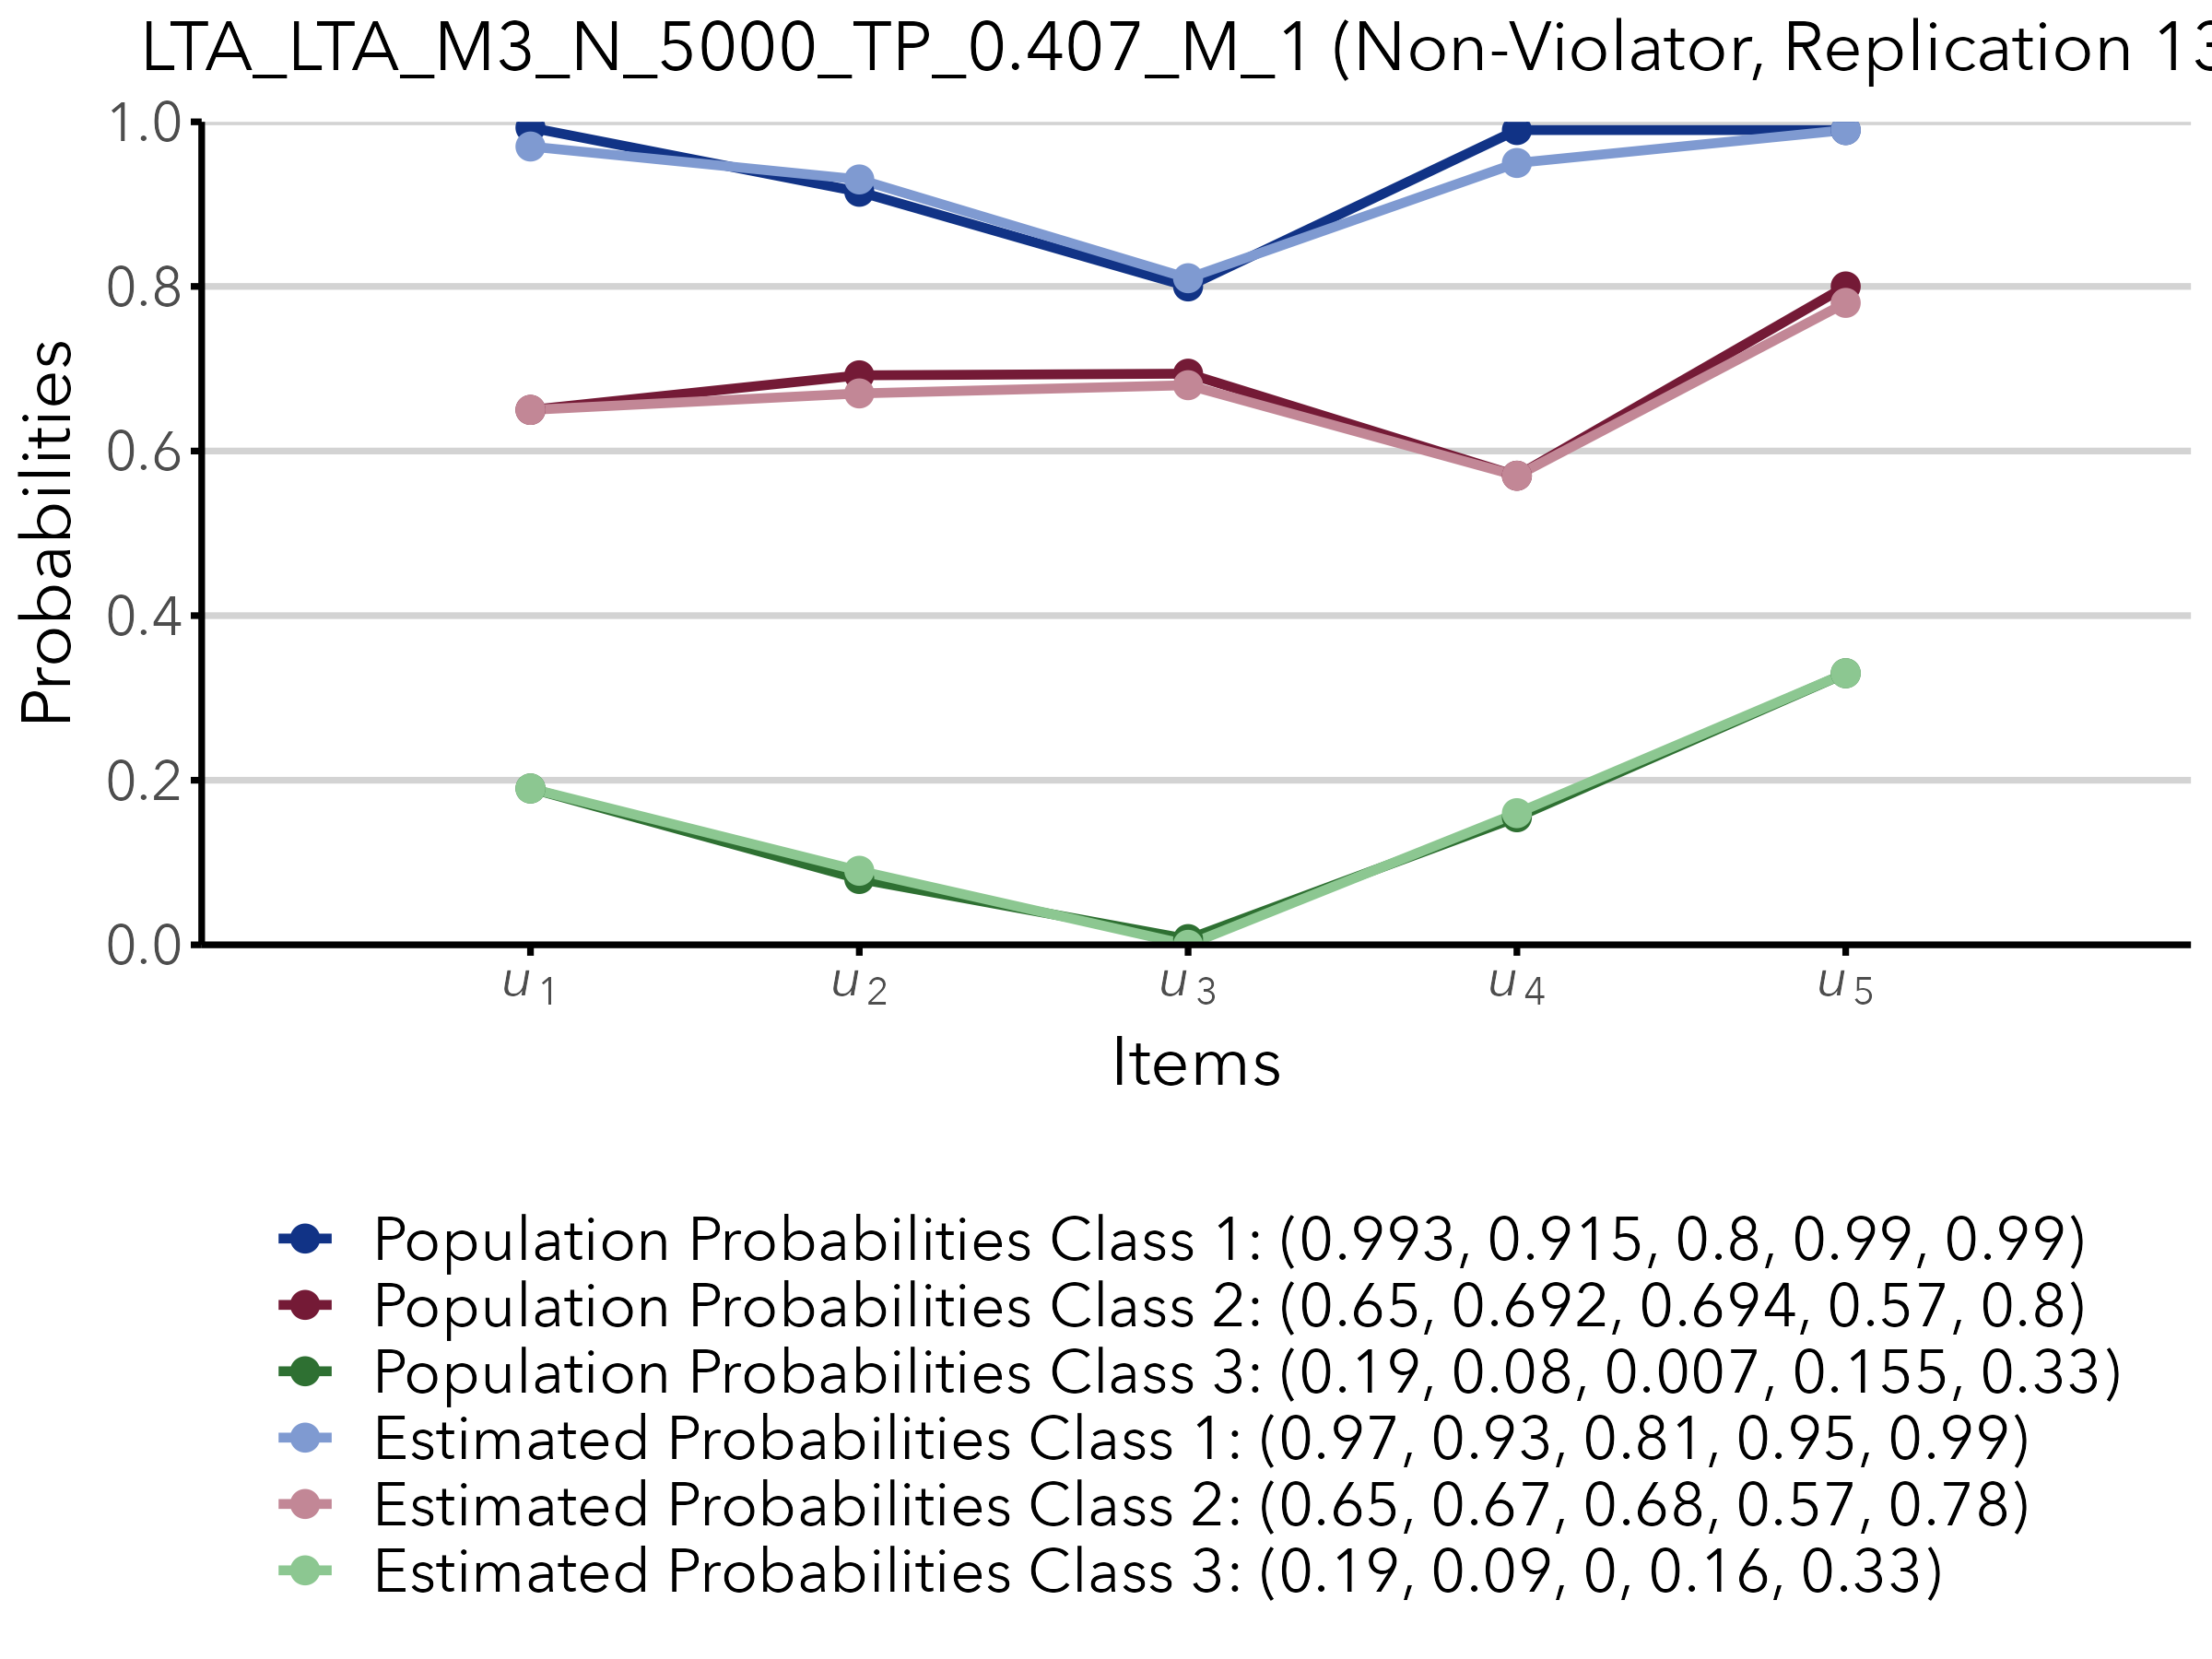 LTA_LTA_M3_N_5000_TP_0.407_M_1 (Non-Violator, Replication 13
1.0
0.8
0.6
0.4
0.2
0.0
Probabilities
u1 u2 u3 u4 u5
Items
Population Probabilities Class 1: (0.993, 0.915, 0.8, 0.99, 0.99)
Population Probabilities Class 2: (0.65, 0.692, 0.694, 0.57, 0.8)
Population Probabilities Class 3: (0.19, 0.08, 0.007, 0.155, 0.33)
Estimated Probabilities Class 1: (0.97, 0.93, 0.81, 0.95, 0.99)
Estimated Probabilities Class 2: (0.65, 0.67, 0.68, 0.57, 0.78)
Estimated Probabilities Class 3: (0.19, 0.09, 0, 0.16, 0.33)